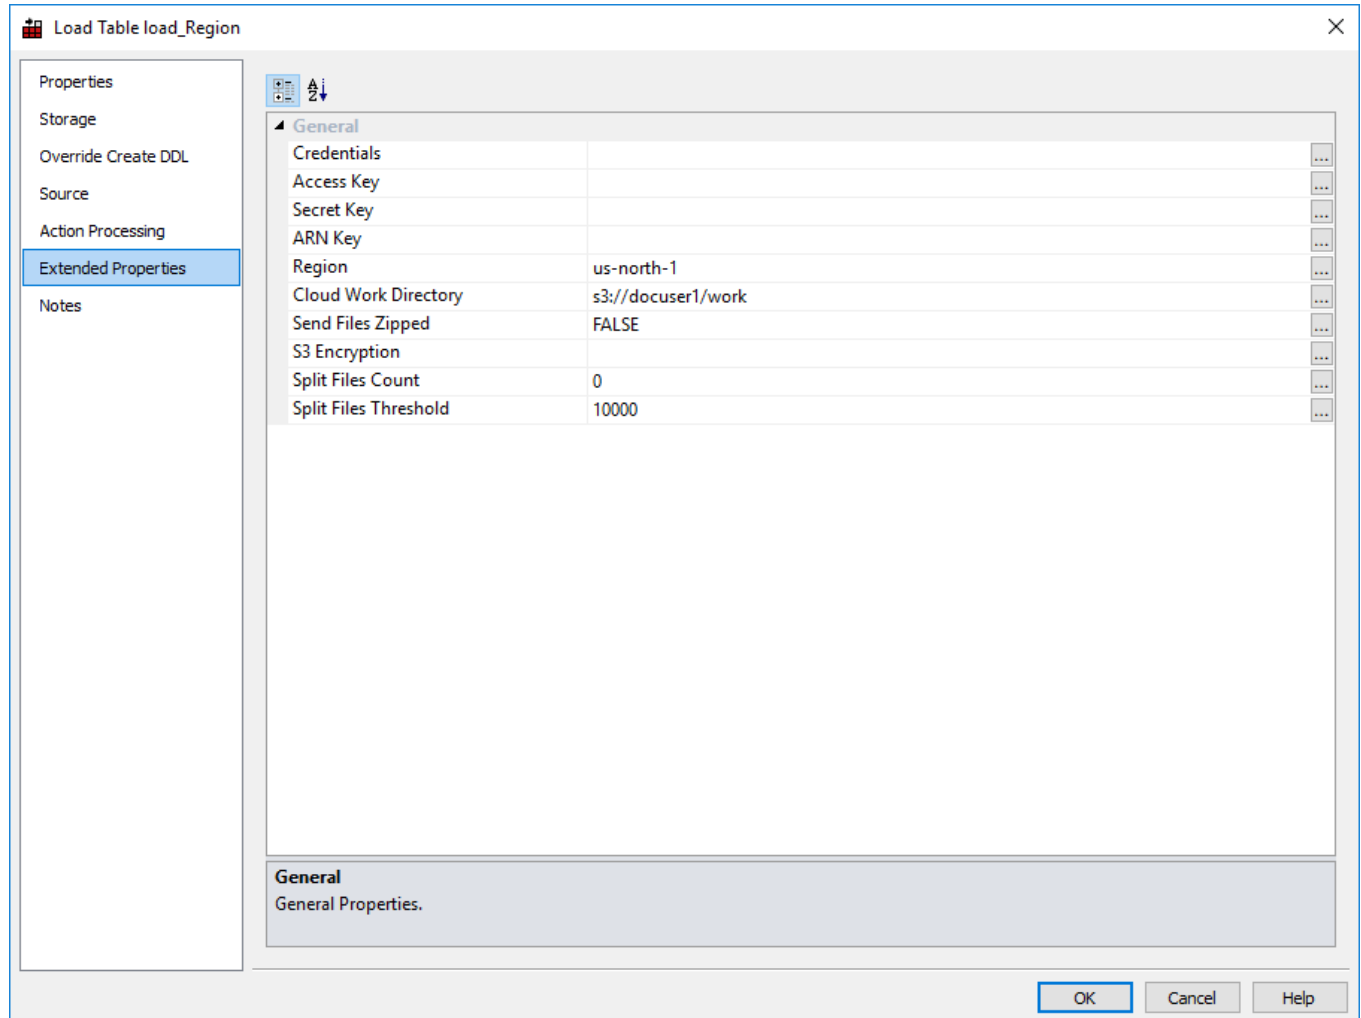 Load Table load_Region
Properties
Storage
Override Create DDL
Source
Action Processing
Extended Properties
Notes
General
Credentials ...
Access Key ...
Secret Key ...
ARN Key ...
Region us-north-1 ...
Cloud Work Directory s3://docuser1/work ...
Send Files Zipped FALSE ...
S3 Encryption ...
Split Files Count 0 ...
Split Files Threshold 10000 ...
General
General Properties.
OK Cancel Help